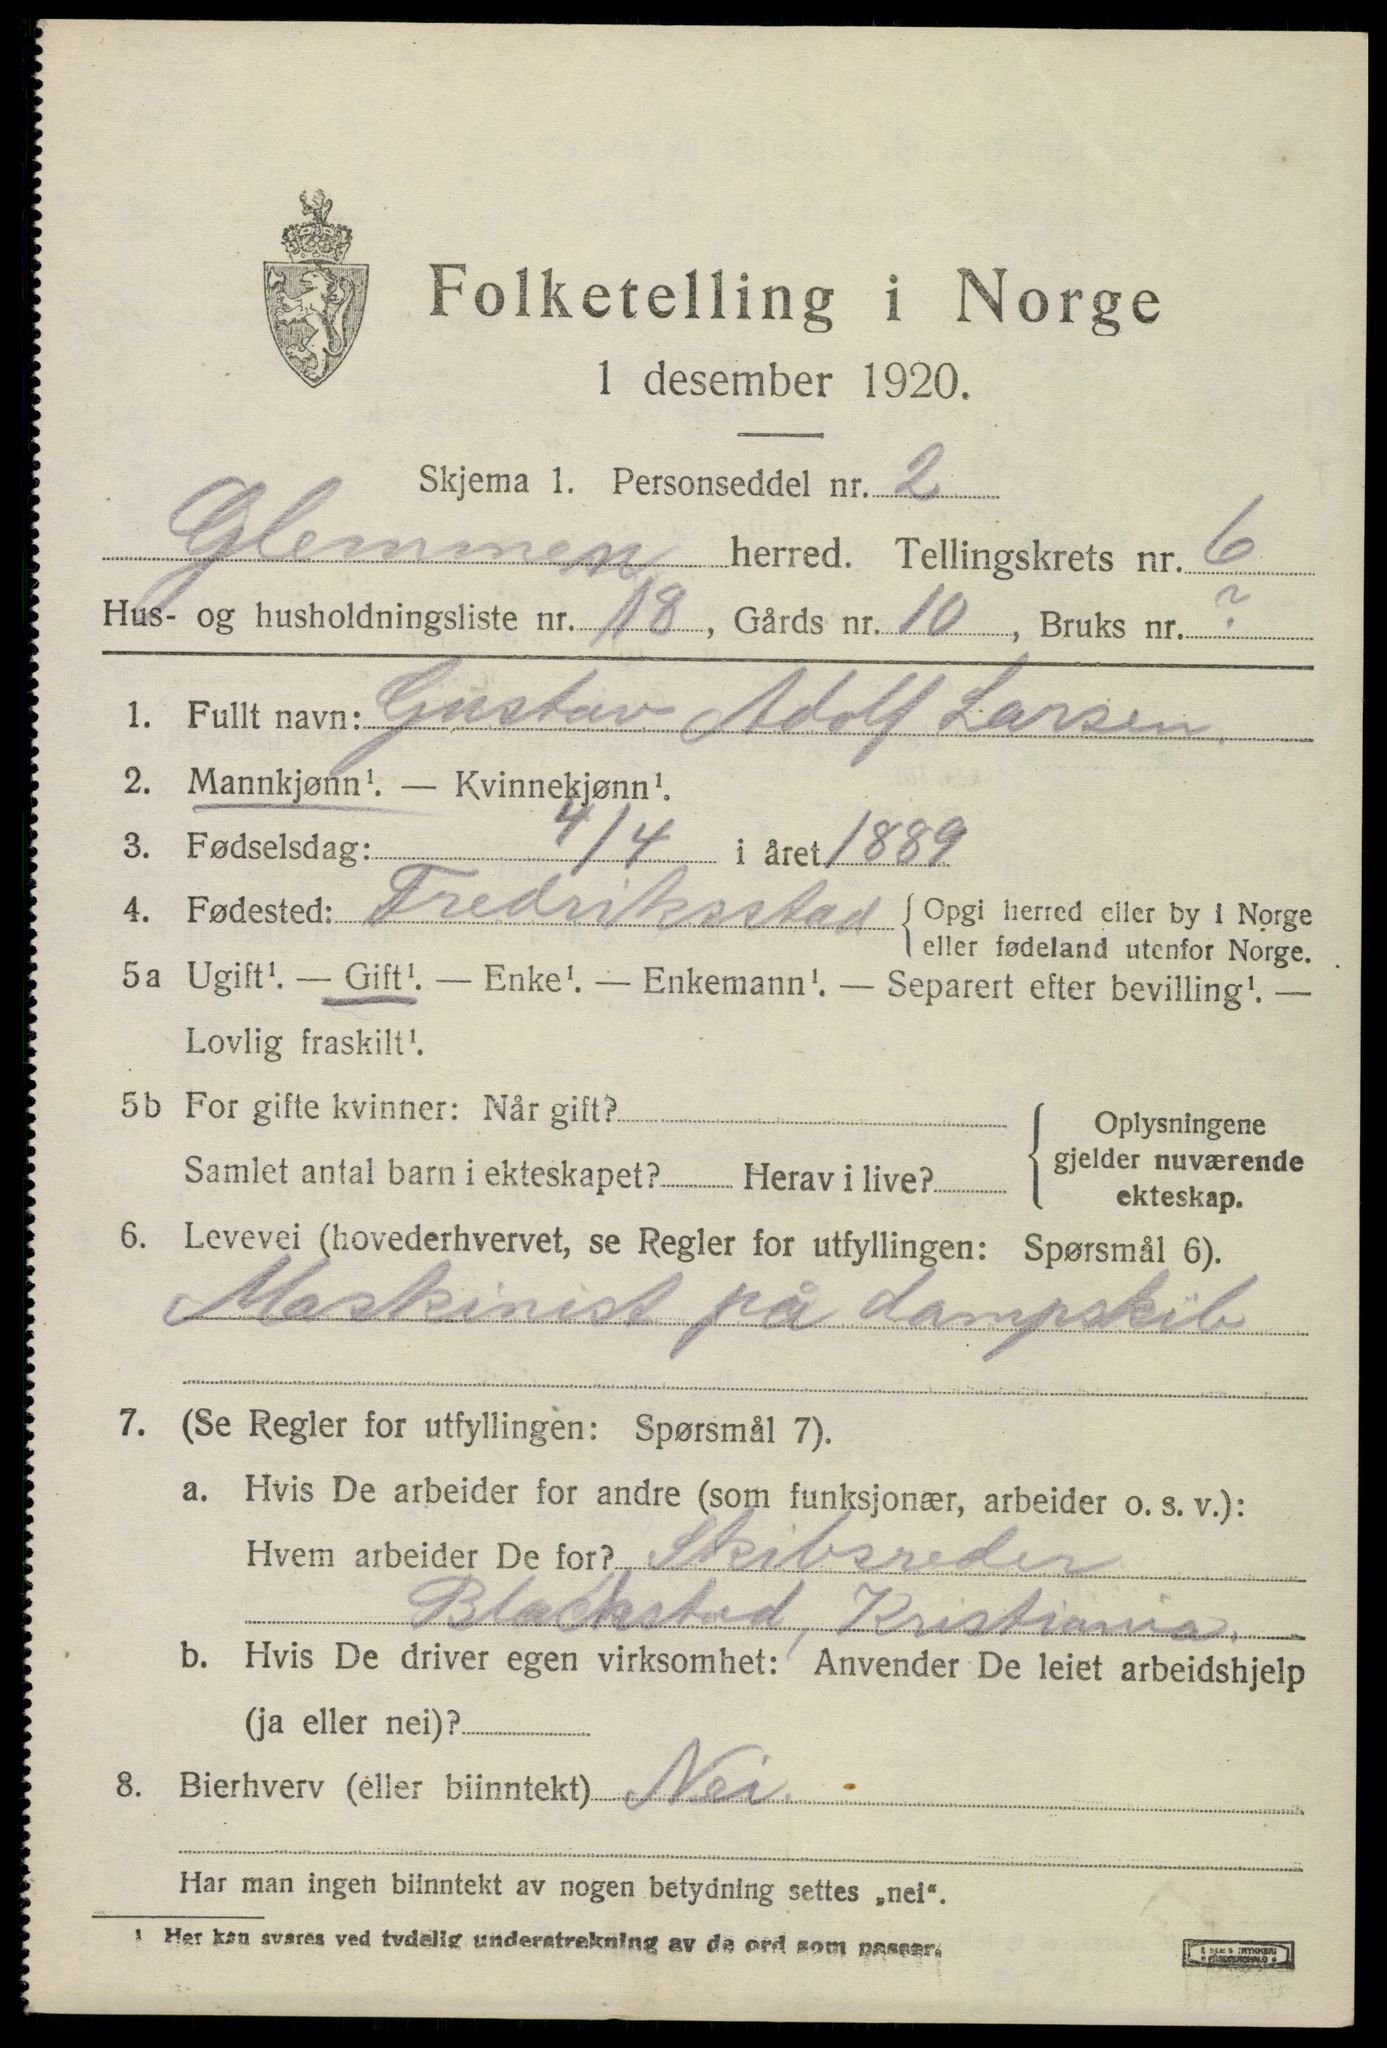 Folketelling i Norge
1 desember 1920.
Skjema 1. Personseddel nr. 2
Glemmen herred. Tellingskrets nr. 6
Hus- og husholdningsliste nr. 18, Gårds nr. 10, Bruks nr. ?
1. Fullt navn: Gustav Adolf Larsen.
2. Mannkjønn¹. — Kvinnekjønn¹.
3. Fødselsdag: 4/4 i året 1889
4. Fødested: Fredriksstad { Opgi herred eller by i Norge
eller fødeland utenfor Norge.
5a Ugift¹. — Gift¹. — Enke¹. — Enkemann¹. — Separert efter bevilling¹. —
Lovlig fraskilt¹.
5b For gifte kvinner: Når gift?
Samlet antal barn i ekteskapet? Herav i live?
{ Oplysningene
gjelder nuværende
ekteskap.
6. Levevei (hovederhvervet, se Regler for utfyllingen: Spørsmål 6).
Maskinist på dampskib
7. (Se Regler for utfyllingen: Spørsmål 7).
a. Hvis De arbeider for andre (som funksjonær, arbeider o. s. v.):
Hvem arbeider De for? Skibsreder
Blackstad, Kristiania.
b. Hvis De driver egen virksomhet: Anvender De leiet arbeidshjelp
(ja eller nei)?
8. Bierhverv (eller biinntekt) Nei.
Har man ingen biinntekt av nogen betydning settes „nei“.
1 Her kan svares ved tydelig understrekning av de ord som passer.